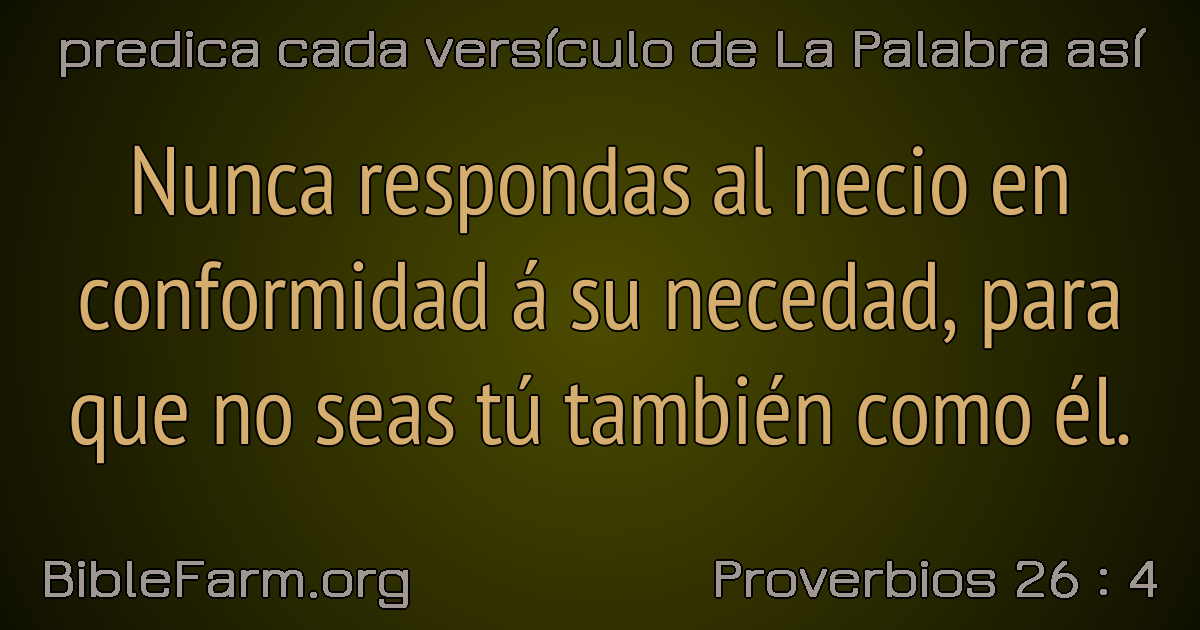 predica cada versículo de La Palabra así
Nunca respondas al necio en
conformidad á su necedad, para
que no seas tú también como él.
BibleFarm.org
Proverbios 26 : 4